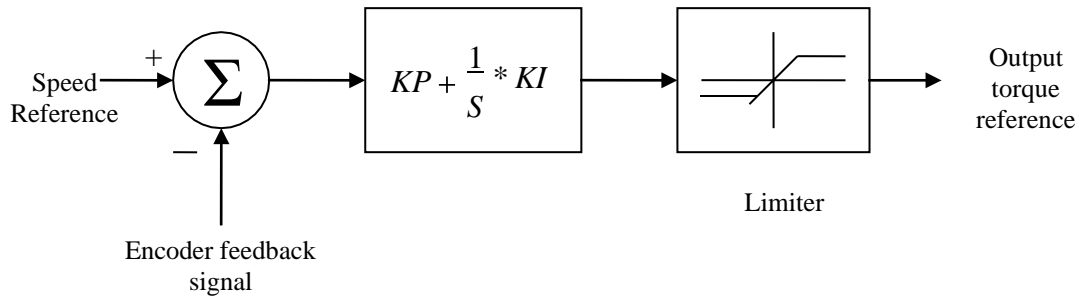 Speed
Reference
+
−
Σ
Encoder feedback
signal
KP + 1/S * KI
Limiter
Output
torque
reference